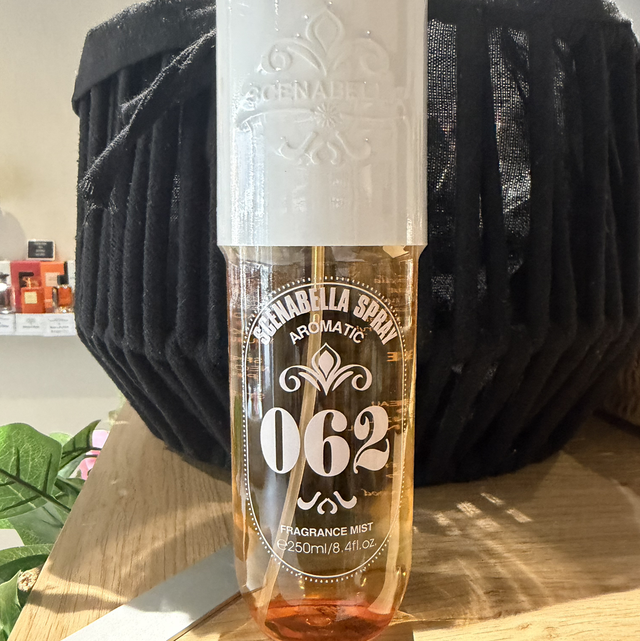 SCENABELLA
SCENABELLA SPRAY
AROMATIC
062
FRAGRANCE MIST
℮250ml/8.4fl.oz.